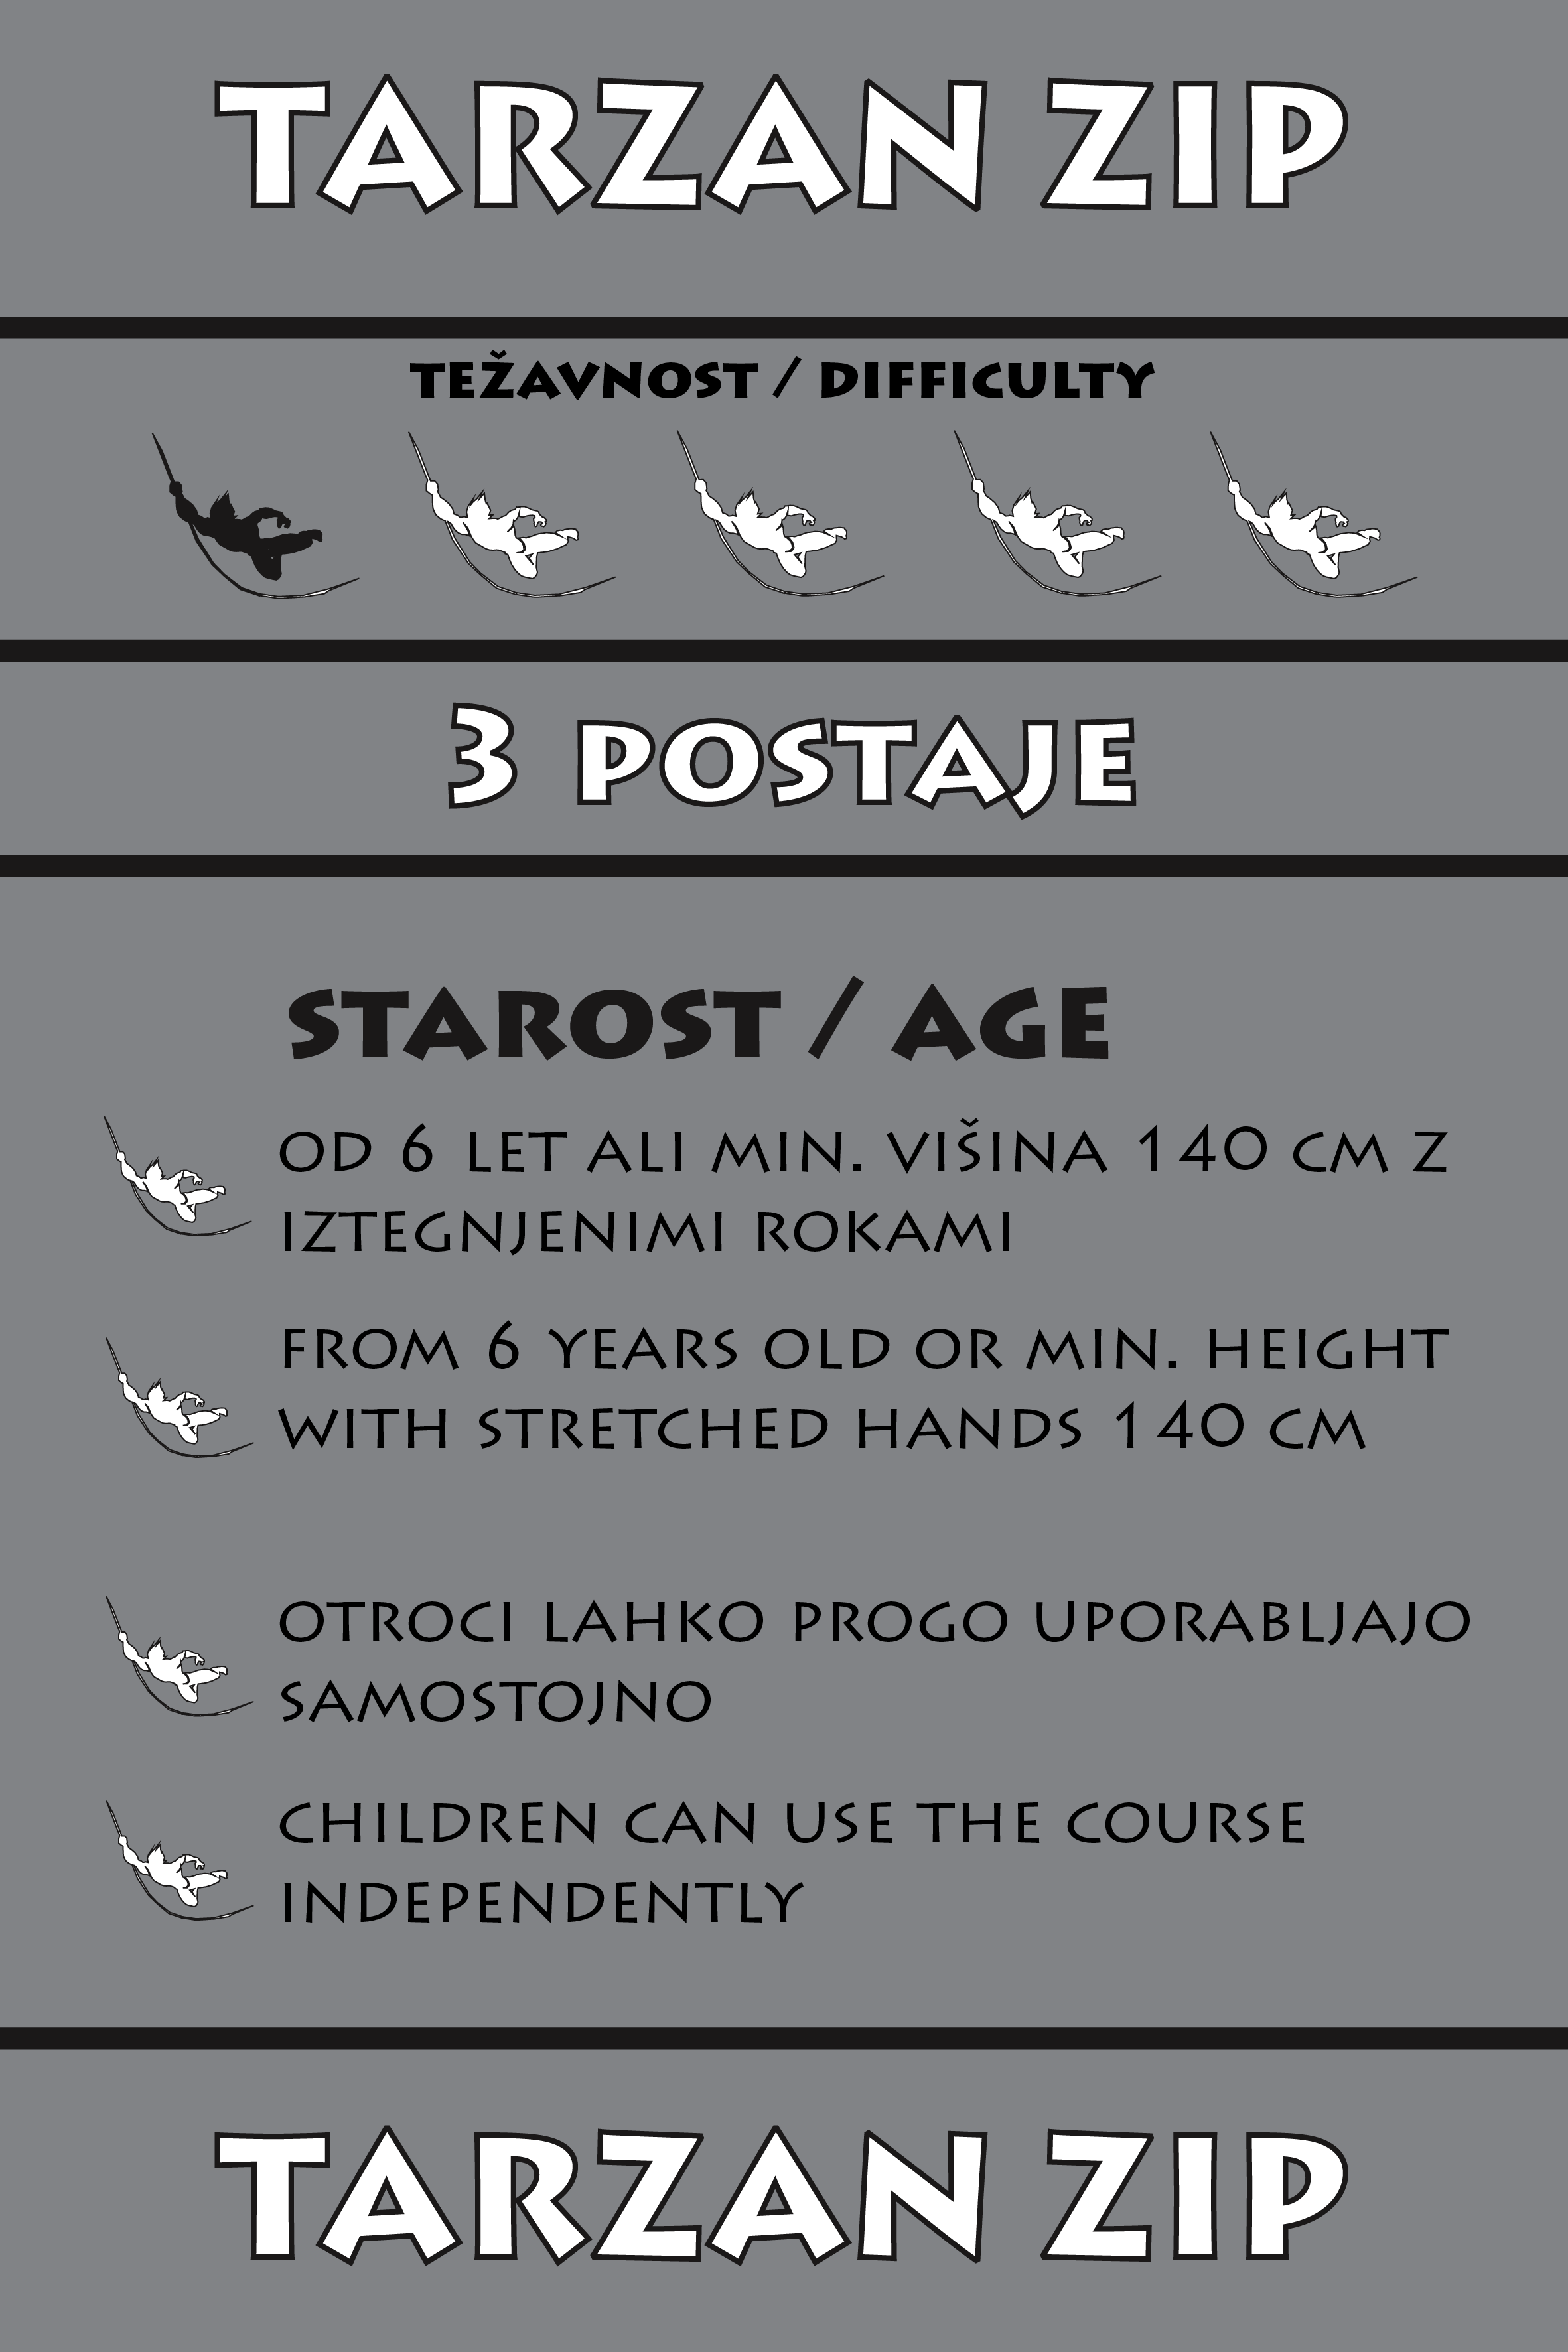 TARZAN ZIP
TEŽAVNOST / DIFFICULTY
3 POSTAJE
STAROST / AGE
OD 6 LET ALI MIN. VIŠINA 140 CM Z
IZTEGNJENIMI ROKAMI
FROM 6 YEARS OLD OR MIN. HEIGHT
WITH STRETCHED HANDS 140 CM
OTROCI LAHKO PROGO UPORABLJAJO
SAMOSTOJNO
CHILDREN CAN USE THE COURSE
INDEPENDENTLY
TARZAN ZIP